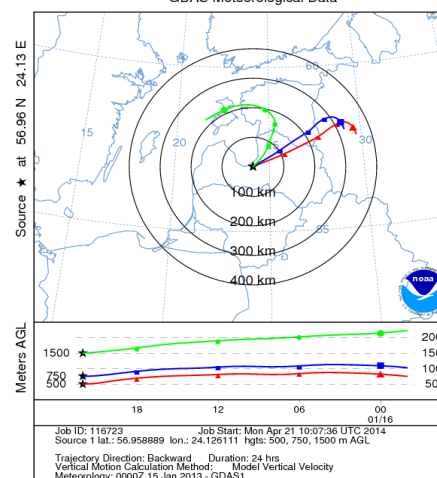 GDAS Meteorological Data
Source ★ at 56.96 N 24.13 E
60
15
20
30
55
100 km
200 km
300 km
400 km
noaa
Meters AGL
1500
750
500
200
150
100
50
18
12
06
00
01/16
Job ID: 116723 Job Start: Mon Apr 21 10:07:36 UTC 2014
Source 1 lat.: 56.958889 lon.: 24.126111 hgts: 500, 750, 1500 m AGL
Trajectory Direction: Backward Duration: 24 hrs
Vertical Motion Calculation Method: Model Vertical Velocity
Meteorology: 0000Z 15 Jan 2013 - GDAS1